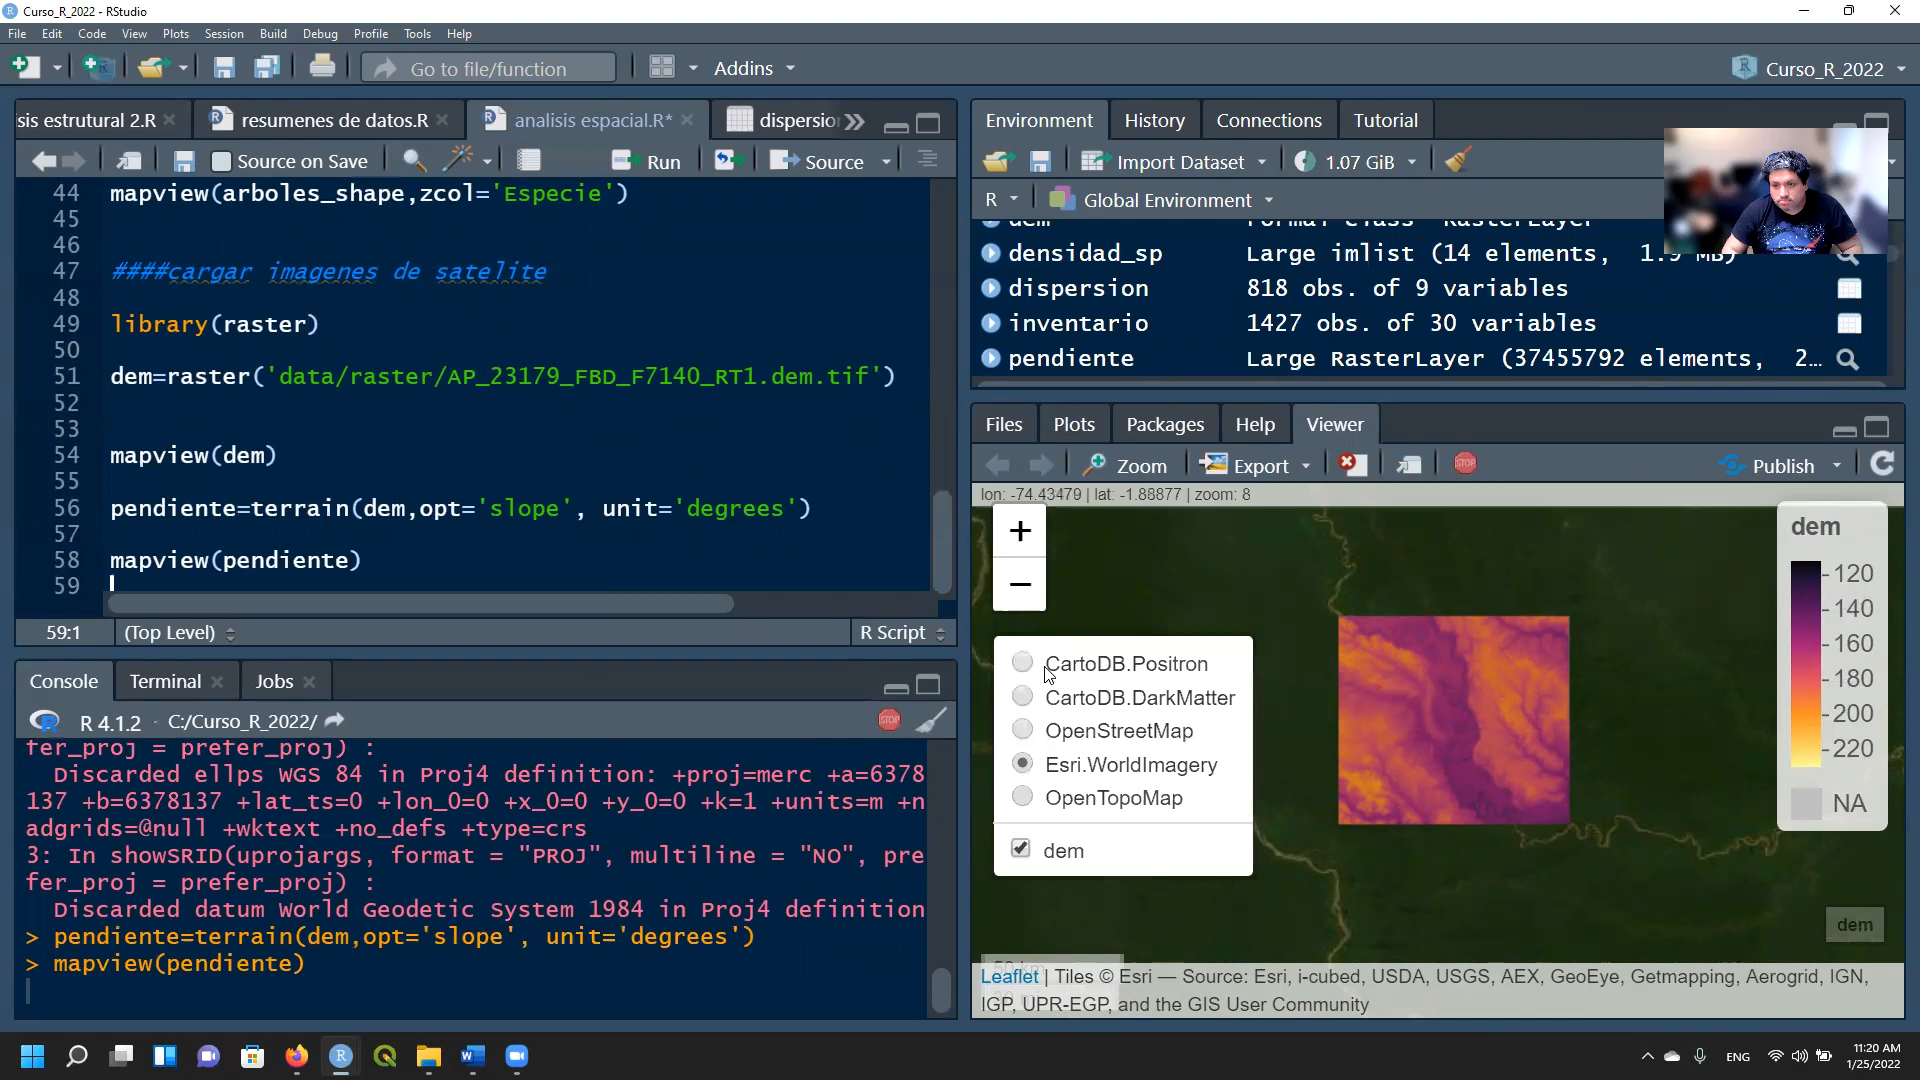 Curso_R_2022 - RStudio
File Edit Code View Plots Session Build Debug Profile Tools Help
Go to file/function
Addins
Curso_R_2022
sis estrutural 2.R
resumenes de datos.R
analisis espacial.R*
dispersio
Source on Save
Run
Source
44 mapview(arboles_shape,zcol='Especie')
45
46
47 ####cargar imagenes de satelite
48
49 library(raster)
50
51 dem=raster('data/raster/AP_23179_FBD_F7140_RT1.dem.tif')
52
53
54 mapview(dem)
55
56 pendiente=terrain(dem,opt='slope', unit='degrees')
57
58 mapview(pendiente)
59
59:1 (Top Level) R Script
Console Terminal Jobs
R 4.1.2 · C:/Curso_R_2022/
fer_proj = prefer_proj) :
Discarded ellps WGS 84 in Proj4 definition: +proj=merc +a=6378
137 +b=6378137 +lat_ts=0 +lon_0=0 +x_0=0 +y_0=0 +k=1 +units=m +n
adgrids=@null +wktext +no_defs +type=crs
3: In showSRID(uprojargs, format = "PROJ", multiline = "NO", pre
fer_proj = prefer_proj) :
Discarded datum World Geodetic System 1984 in Proj4 definition
> pendiente=terrain(dem,opt='slope', unit='degrees')
> mapview(pendiente)
Environment History Connections Tutorial
Import Dataset 1.07 GiB
R Global Environment
dem Formal class RasterLayer
densidad_sp Large imlist (14 elements, 1.9 MB)
dispersion 818 obs. of 9 variables
inventario 1427 obs. of 30 variables
pendiente Large RasterLayer (37455792 elements, 2...
Files Plots Packages Help Viewer
Zoom Export STOP Publish
lon: -74.43479 | lat: -1.88877 | zoom: 8
+
−
CartoDB.Positron
CartoDB.DarkMatter
OpenStreetMap
Esri.WorldImagery
OpenTopoMap
dem
dem
120
140
160
180
200
220
NA
dem
50 km
Leaflet | Tiles © Esri — Source: Esri, i-cubed, USDA, USGS, AEX, GeoEye, Getmapping, Aerogrid, IGN,
IGP, UPR-EGP, and the GIS User Community
ENG
11:20 AM
1/25/2022